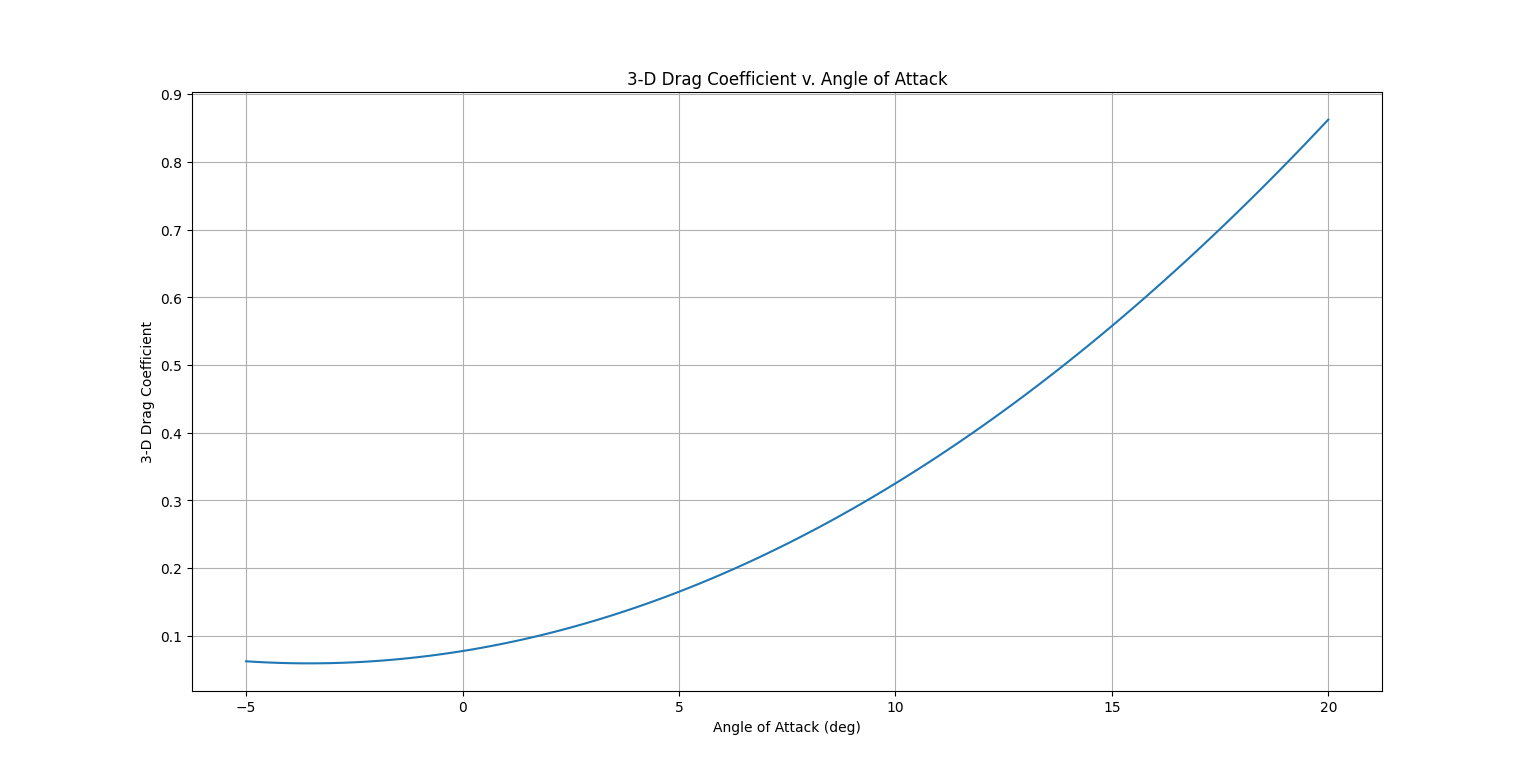 3-D Drag Coefficient v. Angle of Attack
0.9
0.8
0.7
0.6
0.5
0.4
0.3
0.2
0.1
3-D Drag Coefficient
−5 0 5 10 15 20
Angle of Attack (deg)